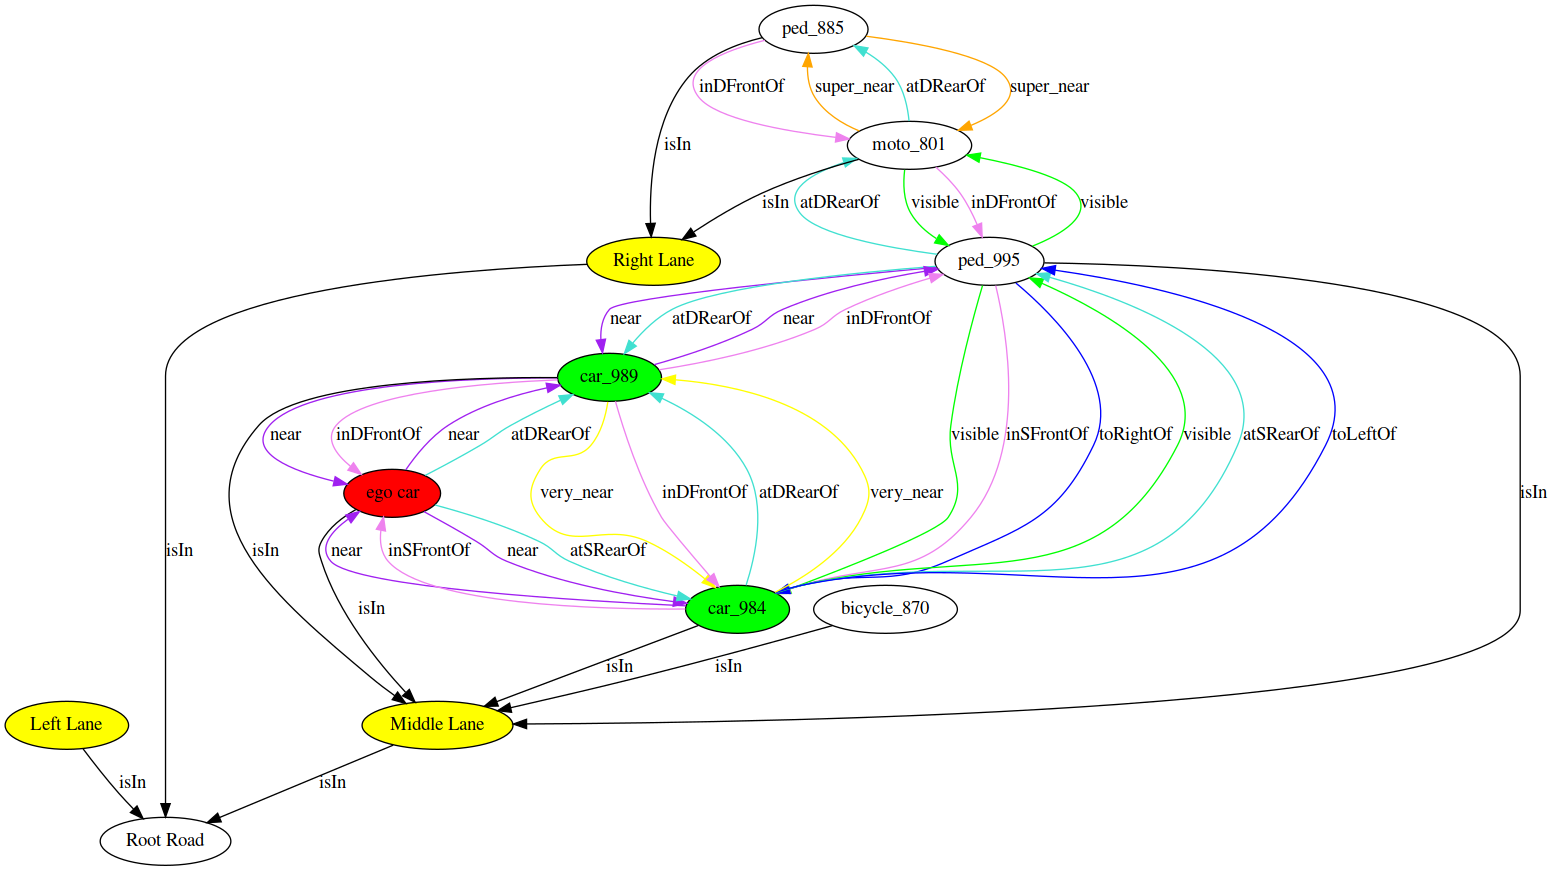 ped_885
inDFrontOf
super_near
atDRearOf
super_near
isIn
moto_801
isIn
atDRearOf
visible
inDFrontOf
visible
Right Lane
ped_995
near
atDRearOf
near
inDFrontOf
car_989
near
inDFrontOf
near
atDRearOf
visible
inSFrontOf
toRightOf
visible
atSRearOf
toLeftOf
ego car
very_near
inDFrontOf
atDRearOf
very_near
isIn
isIn
isIn
near
inSFrontOf
near
atSRearOf
isIn
car_984
bicycle_870
isIn
isIn
Left Lane
Middle Lane
isIn
isIn
Root Road